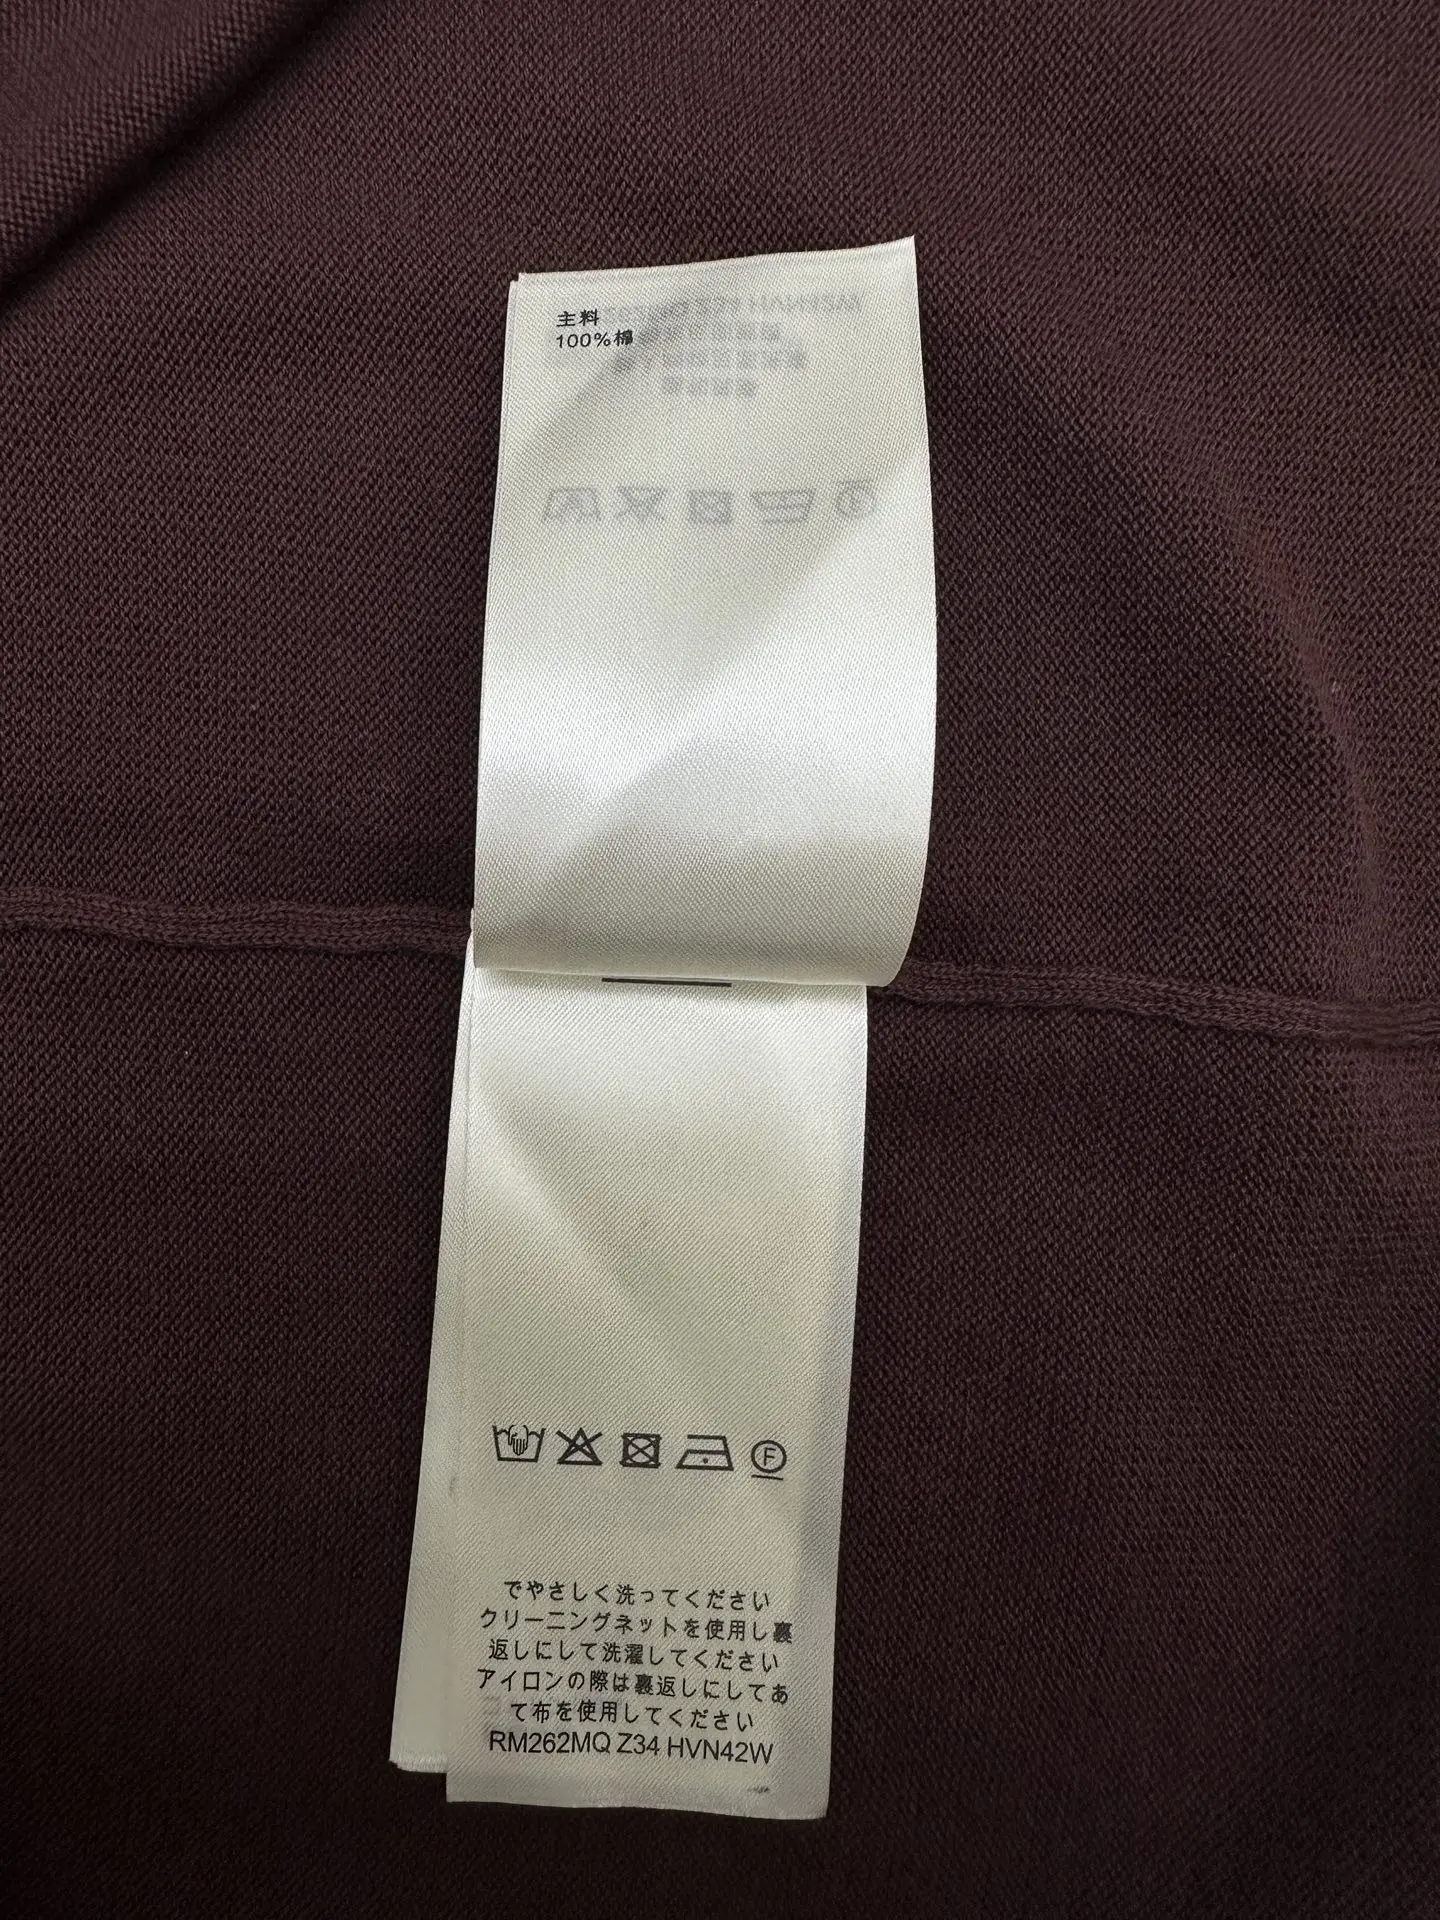 主料
100%棉
F
でやさしく洗ってください
クリーニングネットを使用し裏
返しにして洗濯してください
アイロンの際は裏返しにしてあ
て布を使用してください
RM262MQ Z34 HVN42W